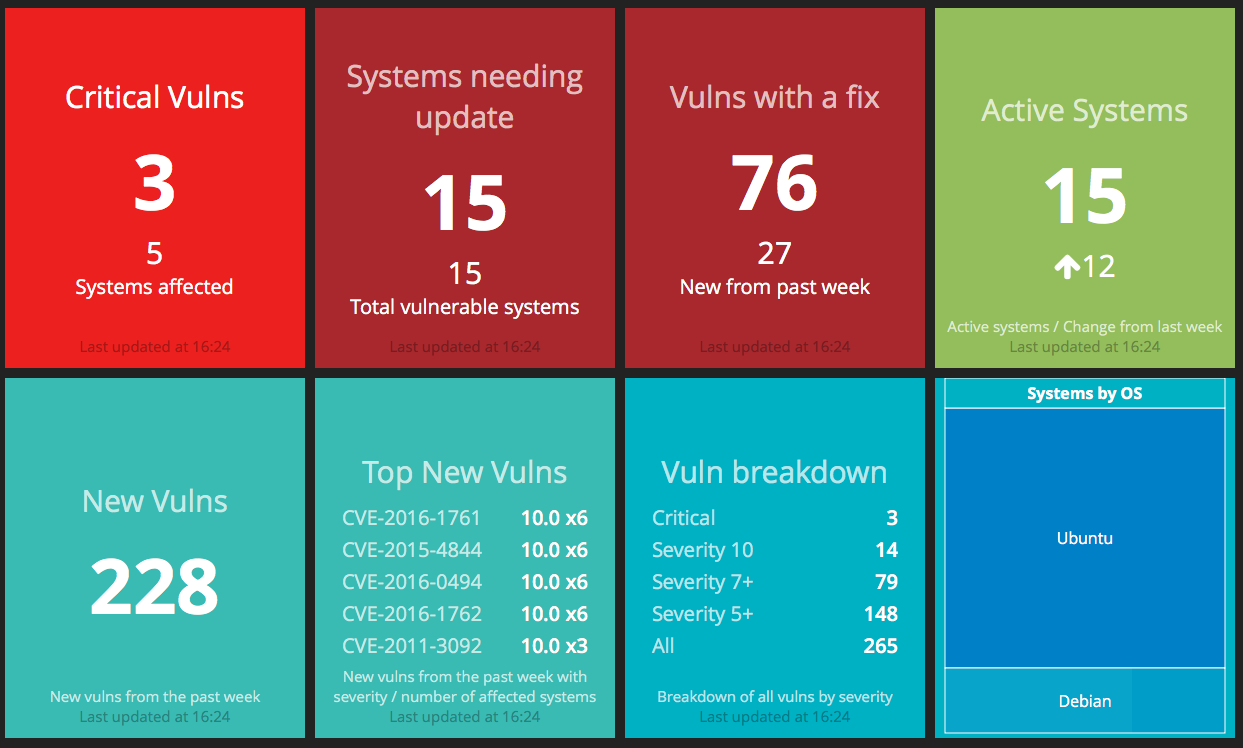 Critical Vulns
3
5
Systems affected
Last updated at 16:24
Systems needing
update
15
15
Total vulnerable systems
Last updated at 16:24
Vulns with a fix
76
27
New from past week
Last updated at 16:24
Active Systems
15
12
Active systems / Change from last week
Last updated at 16:24
New Vulns
228
New vulns from the past week
Last updated at 16:24
Top New Vulns
CVE-2016-1761 10.0 x6
CVE-2015-4844 10.0 x6
CVE-2016-0494 10.0 x6
CVE-2016-1762 10.0 x6
CVE-2011-3092 10.0 x3
New vulns from the past week with
severity / number of affected systems
Last updated at 16:24
Vuln breakdown
Critical 3
Severity 10 14
Severity 7+ 79
Severity 5+ 148
All 265
Breakdown of all vulns by severity
Last updated at 16:24
Systems by OS
Ubuntu
Debian